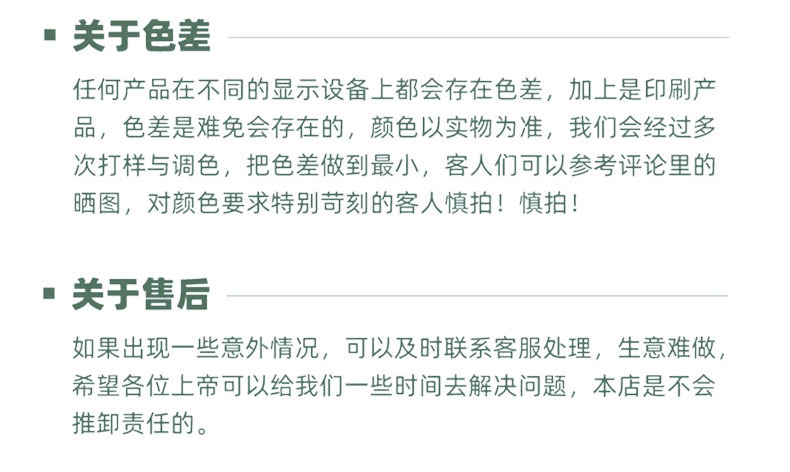 关于色差
任何产品在不同的显示设备上都会存在色差，加上是印刷产
品，色差是难免会存在的，颜色以实物为准，我们会经过多
次打样与调色，把色差做到最小，客人们可以参考评论里的
晒图，对颜色要求特别苛刻的客人慎拍！慎拍！
关于售后
如果出现一些意外情况，可以及时联系客服处理，生意难做，
希望各位上帝可以给我们一些时间去解决问题，本店是不会
推卸责任的。